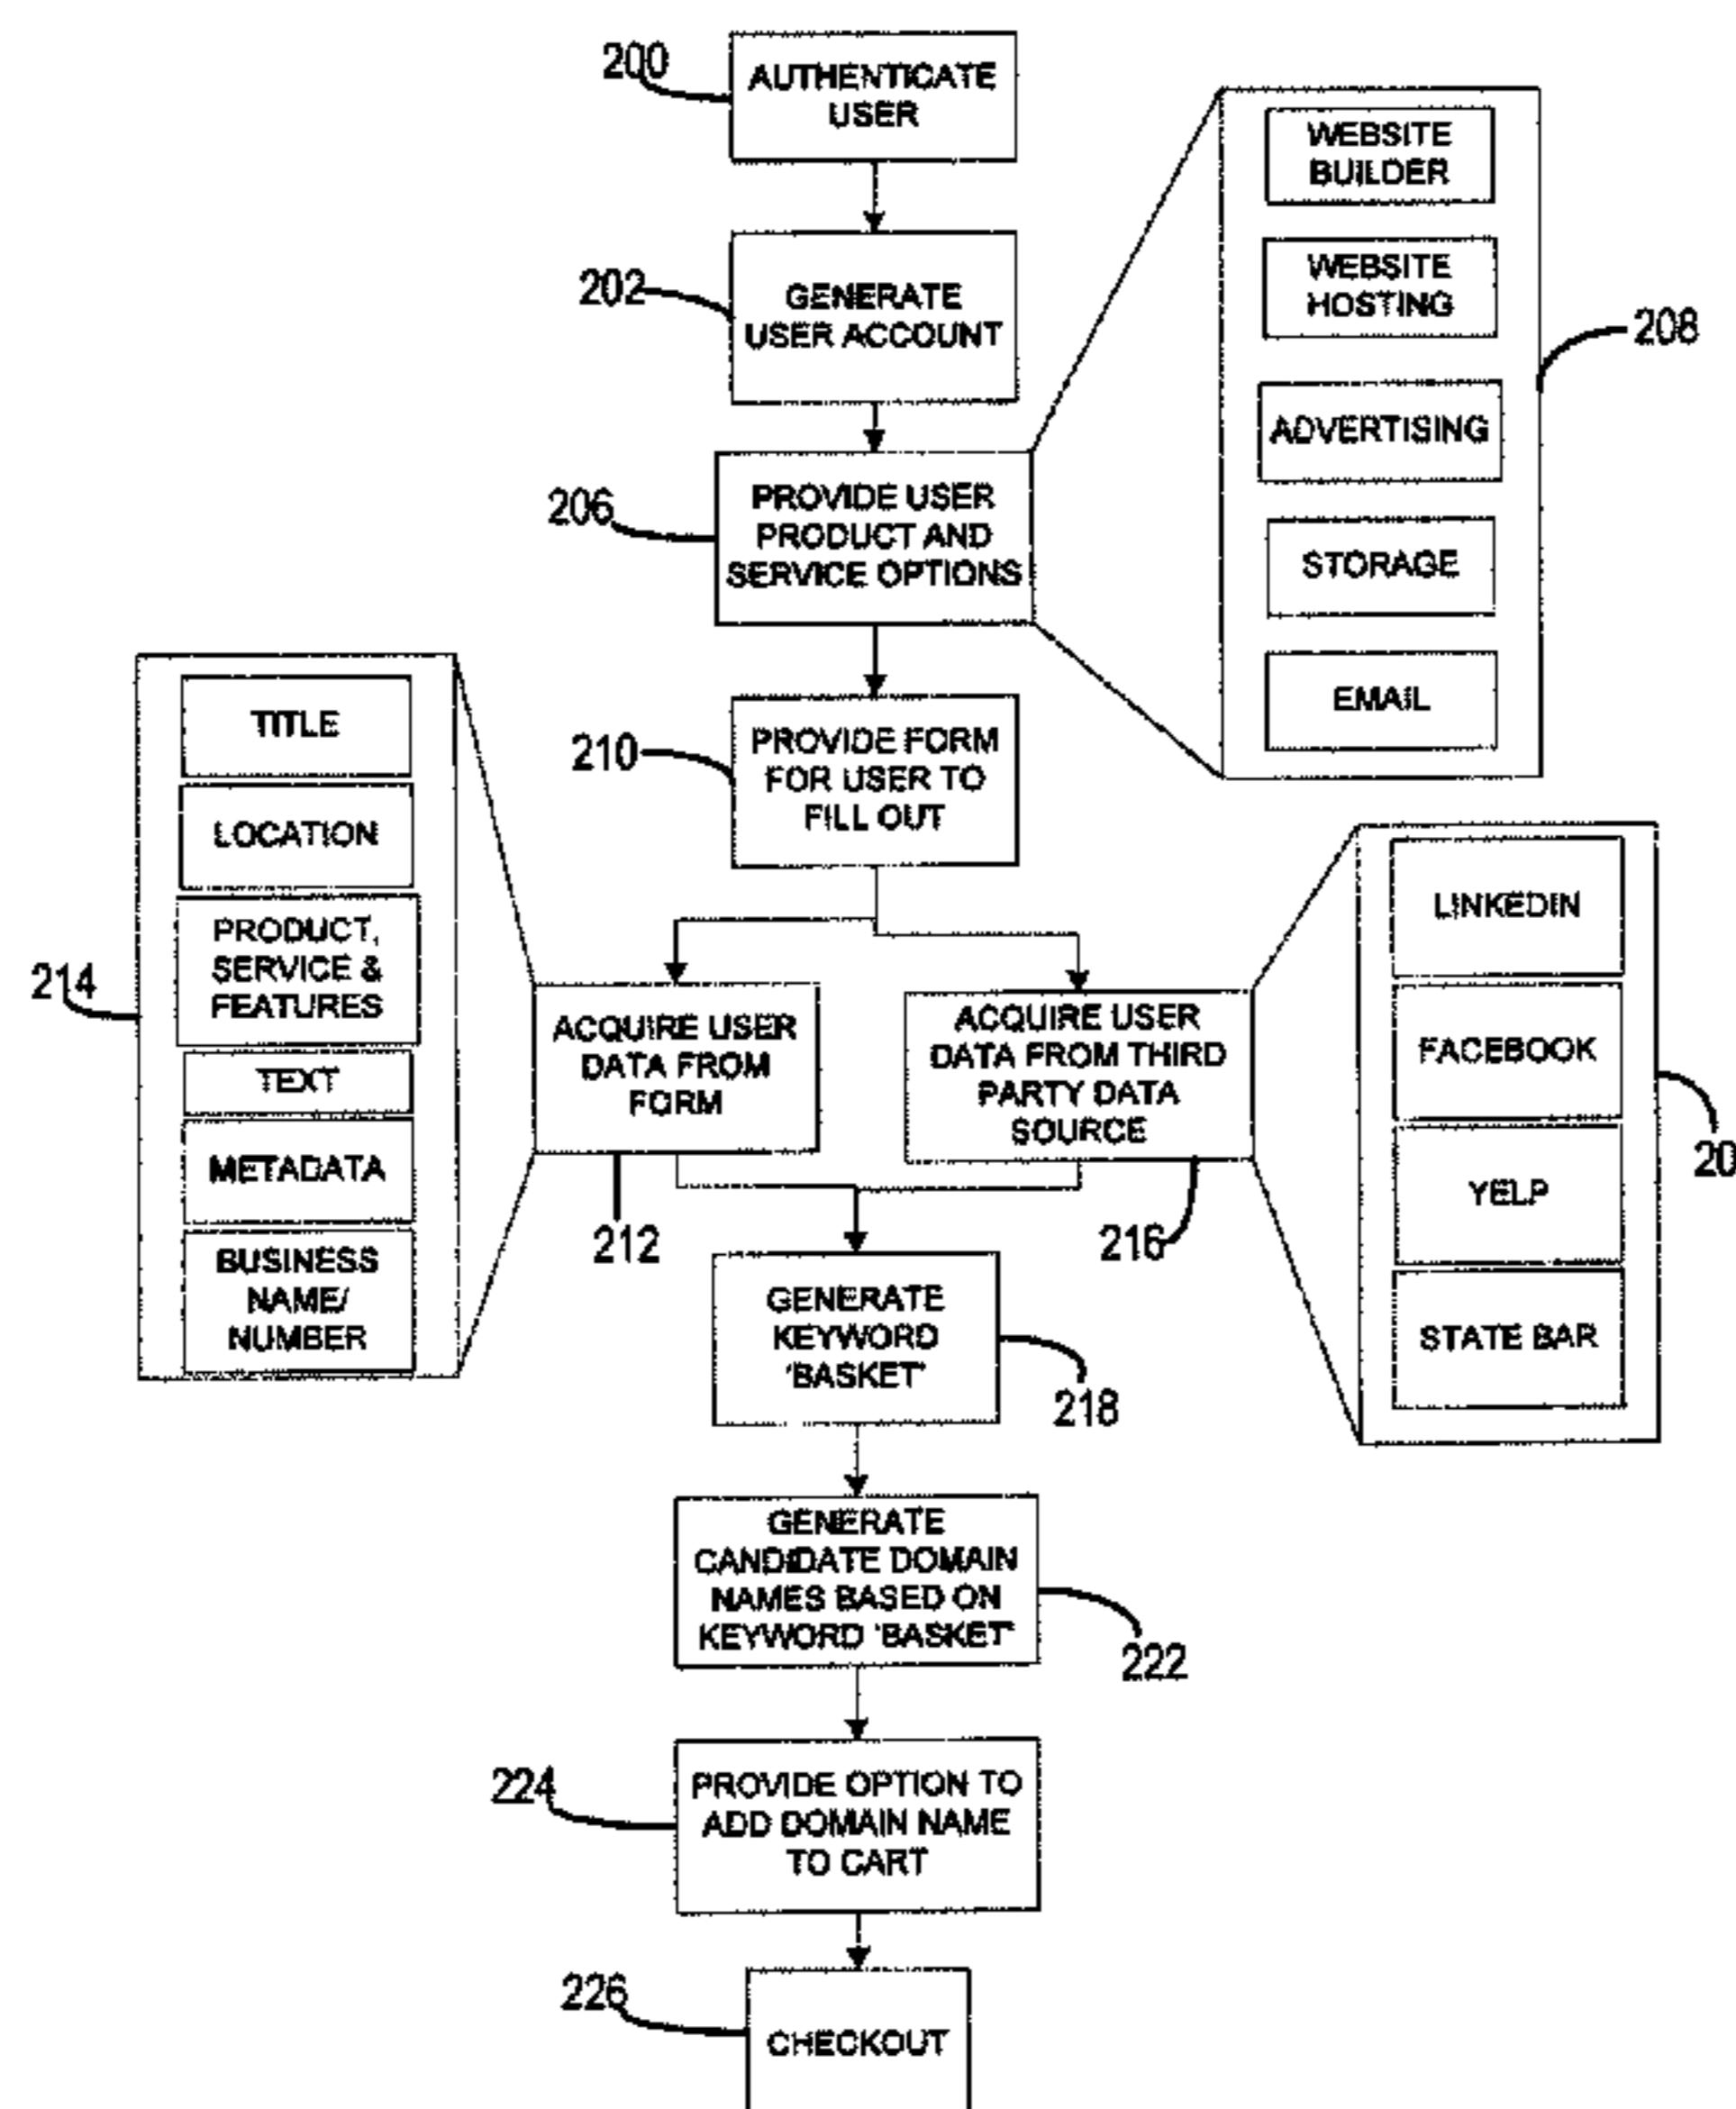 200
AUTHENTICATE
USER
202
GENERATE
USER ACCOUNT
206
PROVIDE USER
PRODUCT AND
SERVICE OPTIONS
WEBSITE
BUILDER
WEBSITE
HOSTING
ADVERTISING
STORAGE
EMAIL
208
210
PROVIDE FORM
FOR USER TO
FILL OUT
214
TITLE
LOCATION
PRODUCT,
SERVICE &
FEATURES
TEXT
METADATA
BUSINESS
NAME/
NUMBER
ACQUIRE USER
DATA FROM
FORM
212
ACQUIRE USER
DATA FROM THIRD
PARTY DATA
SOURCE
216
LINKEDIN
FACEBOOK
YELP
STATE BAR
20
GENERATE
KEYWORD
'BASKET'
218
GENERATE
CANDIDATE DOMAIN
NAMES BASED ON
KEYWORD 'BASKET'
222
224
PROVIDE OPTION TO
ADD DOMAIN NAME
TO CART
226
CHECKOUT